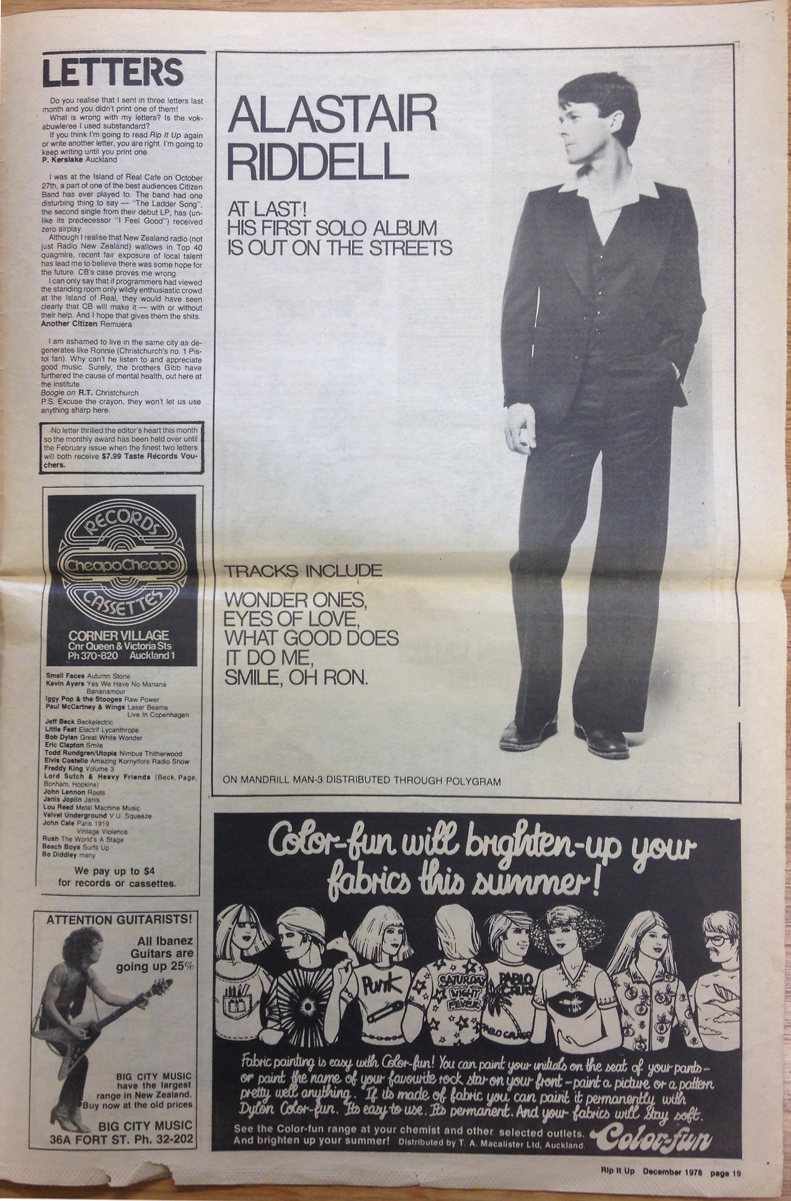 LETTERS
Do you realise that I sent in three letters last
month and you didn't print one of them!
What is wrong with my letters? Is the vok-
abuwleree I used substandard?
If you think I'm going to read Rip It Up again
or write another letter, you are right. I'm going to
keep writing until you print one.
P. Kerslake Auckland
I was at the Island of Real Cafe on October
27th, a part of one of the best audiences Citizen
Band has ever played to. The band had one
disturbing thing to say — "The Ladder Song",
the second single from their debut LP, has (un-
like its predecessor "I Feel Good") received
zero airplay.
Although I realise that New Zealand radio (not
just Radio New Zealand) wallows in Top 40
quagmire, recent fair exposure of local talent
has lead me to believe there was some hope for
the future. CB's case proves me wrong.
I can only say that if programmers had viewed
the standing room only wildly enthusiastic crowd
at the Island of Real, they would have seen
clearly that CB will make it — with or without
their help. And I hope that gives them the shits.
Another Citizen Remuera
I am ashamed to live in the same city as de-
generates like Ronnie (Christchurch's no. 1 Pis-
tol fan). Why can't he listen to and appreciate
good music. Surely, the brothers Gibb have
furthered the cause of mental health, out here at
the institute.
Boogie on R.T. Christchurch
P.S. Excuse the crayon, they won't let us use
anything sharp here.
No letter thrilled the editor's heart this month
so the monthly award has been held over until
the February issue when the finest two letters
will both receive $7.99 Taste Records Vou-
chers.
RECORDS
CheapoCheapo
CASSETTES
CORNER VILLAGE
Cnr Queen & Victoria Sts
Ph 370-820 Auckland 1
Small Faces Autumn Stone
Kevin Ayers Yes We Have No Manana
Bananamour
Iggy Pop & the Stooges Raw Power
Paul McCartney & Wings Laser Beams
Live In Copenhagen
Jeff Beck Beckelectric
Little Feat Electrif Lycanthrope
Bob Dylan Great White Wonder
Eric Clapton Smile
Todd Rundgren/Utopia Nimbus Thitherwood
Elvis Costello Amazing Kornyfore Radio Show
Freddy King Volume 3
Lord Sutch & Heavy Friends (Beck, Page,
Bonham, Hopkins)
John Lennon Roots
Janis Joplin Janis
Lou Reed Metal Machine Music
Velvet Underground V.U. Squeeze
John Cale Paris 1919
Vintage Violence
Rush The World's A Stage
Beach Boys Surfs Up
Bo Diddley many
We pay up to $4
for records or cassettes.
ATTENTION GUITARISTS!
All Ibanez
Guitars are
going up 25%
BIG CITY MUSIC
have the largest
range in New Zealand.
Buy now at the old prices
BIG CITY MUSIC
36A FORT ST. Ph. 32-202
ALASTAIR
RIDDELL
AT LAST!
HIS FIRST SOLO ALBUM
IS OUT ON THE STREETS
TRACKS INCLUDE
WONDER ONES,
EYES OF LOVE,
WHAT GOOD DOES
IT DO ME,
SMILE, OH RON.
ON MANDRILL MAN-3 DISTRIBUTED THROUGH POLYGRAM
Color-fun will brighten-up your
fabrics this summer!
Punk
SATURDAY
NIGHT
FEVER
PABLO
CRUISE
Fabric painting is easy with Color-fun! You can paint your initials on the seat of your pants-
or paint the name of your favourite rock star on your front - paint a picture or a pattern
pretty well anything. If its made of fabric you can paint it permanently with
Dylon Color-fun. Its easy to use. Its permanent. And your fabrics will stay soft.
See the Color-fun range at your chemist and other selected outlets.
And brighten up your summer! Distributed by T. A. Macalister Ltd, Auckland.
Color-fun
Rip It Up December 1978 page 19